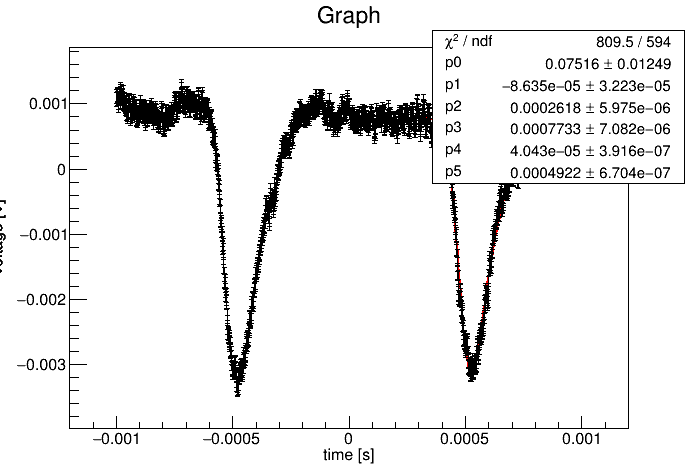 Graph
χ² / ndf 809.5 / 594
p0 0.07516 ± 0.01249
p1 −8.635e−05 ± 3.223e−05
p2 0.0002618 ± 5.975e−06
p3 0.0007733 ± 7.082e−06
p4 4.043e−05 ± 3.916e−07
p5 0.0004922 ± 6.704e−07
0.001
0
−0.001
−0.002
−0.003
−0.001 −0.0005 0 0.0005 0.001
time [s]